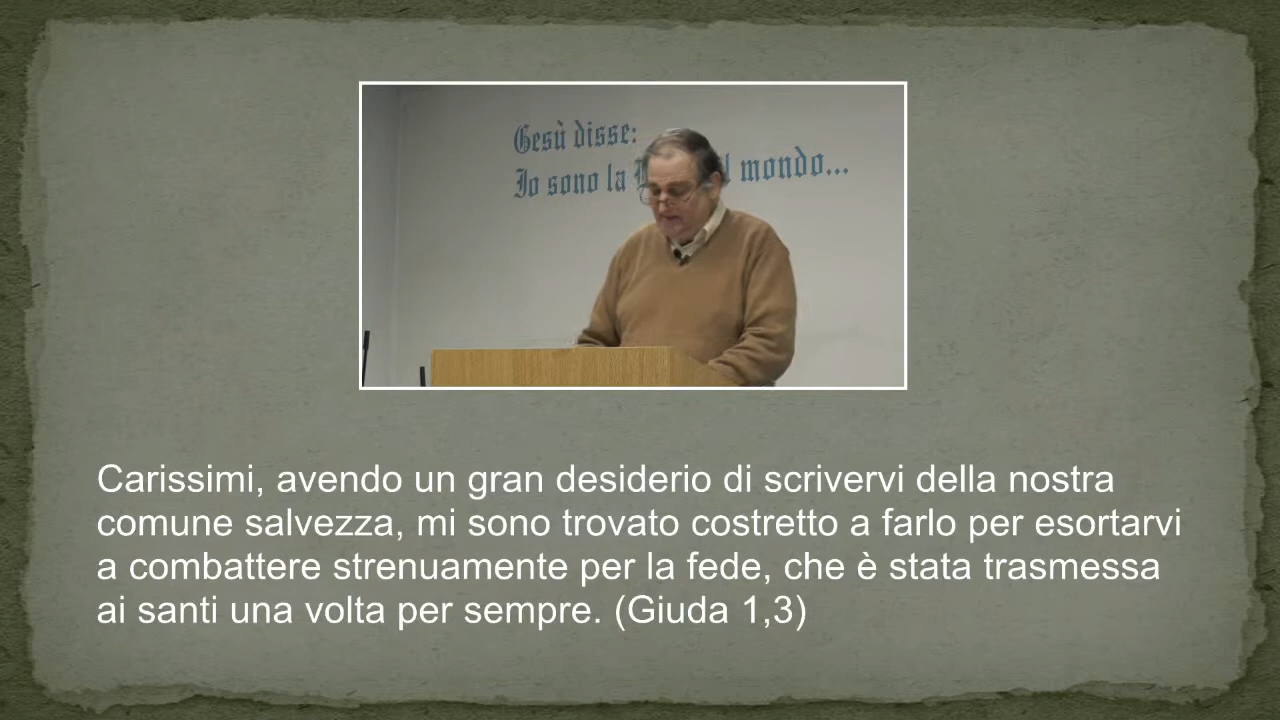 Gesù disse:
Io sono la l mondo...
Carissimi, avendo un gran desiderio di scrivervi della nostra
comune salvezza, mi sono trovato costretto a farlo per esortarvi
a combattere strenuamente per la fede, che è stata trasmessa
ai santi una volta per sempre. (Giuda 1,3)